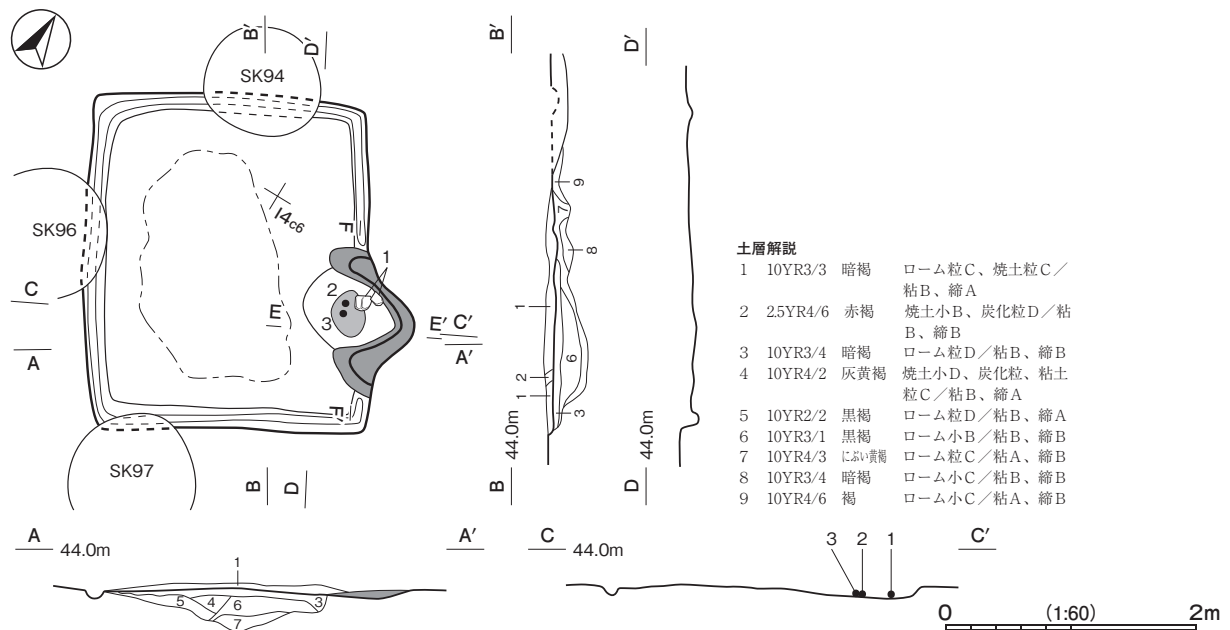 B
B′
D′
SK94
B′
D′
I4c6
9
7
SK96
F
8
1
2
3
C
E
E′
C′
A
A′
1
6
2
1
3
F′
SK97
B
D
B
44.0m
D
44.0m
土層解説
1 10YR3/3 暗褐 ローム粒C、焼土粒C／
粘B、締A
2 2.5YR4/6 赤褐 焼土小B、炭化粒D／粘
B、締B
3 10YR3/4 暗褐 ローム粒D／粘B、締B
4 10YR4/2 灰黄褐 焼土小D、炭化粒、粘土
粒C／粘B、締A
5 10YR2/2 黒褐 ローム粒D／粘B、締A
6 10YR3/1 黒褐 ローム小B／粘B、締B
7 10YR4/3 にぶい黄褐 ローム粒C／粘A、締B
8 10YR3/4 暗褐 ローム小C／粘B、締B
9 10YR4/6 褐 ローム小C／粘A、締B
A 44.0m A′
1
5 4 6 3
7
C 44.0m C′
3 2 1
0 (1:60) 2m